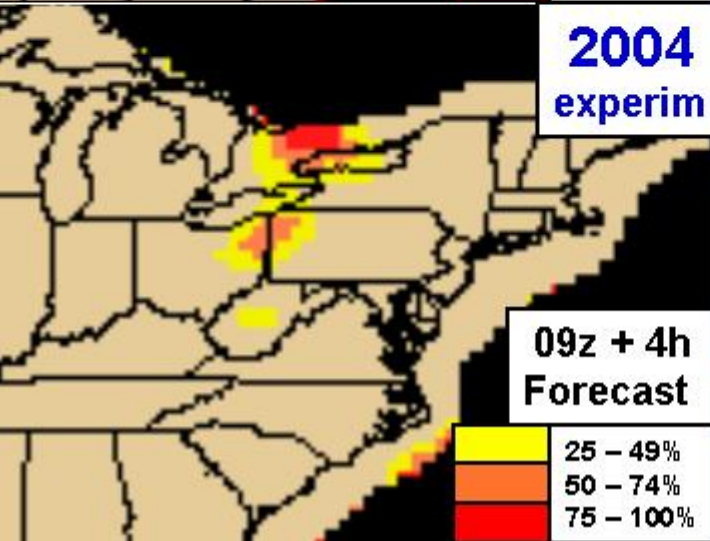 2004
experim
09z + 4h
Forecast
25 – 49%
50 – 74%
75 – 100%